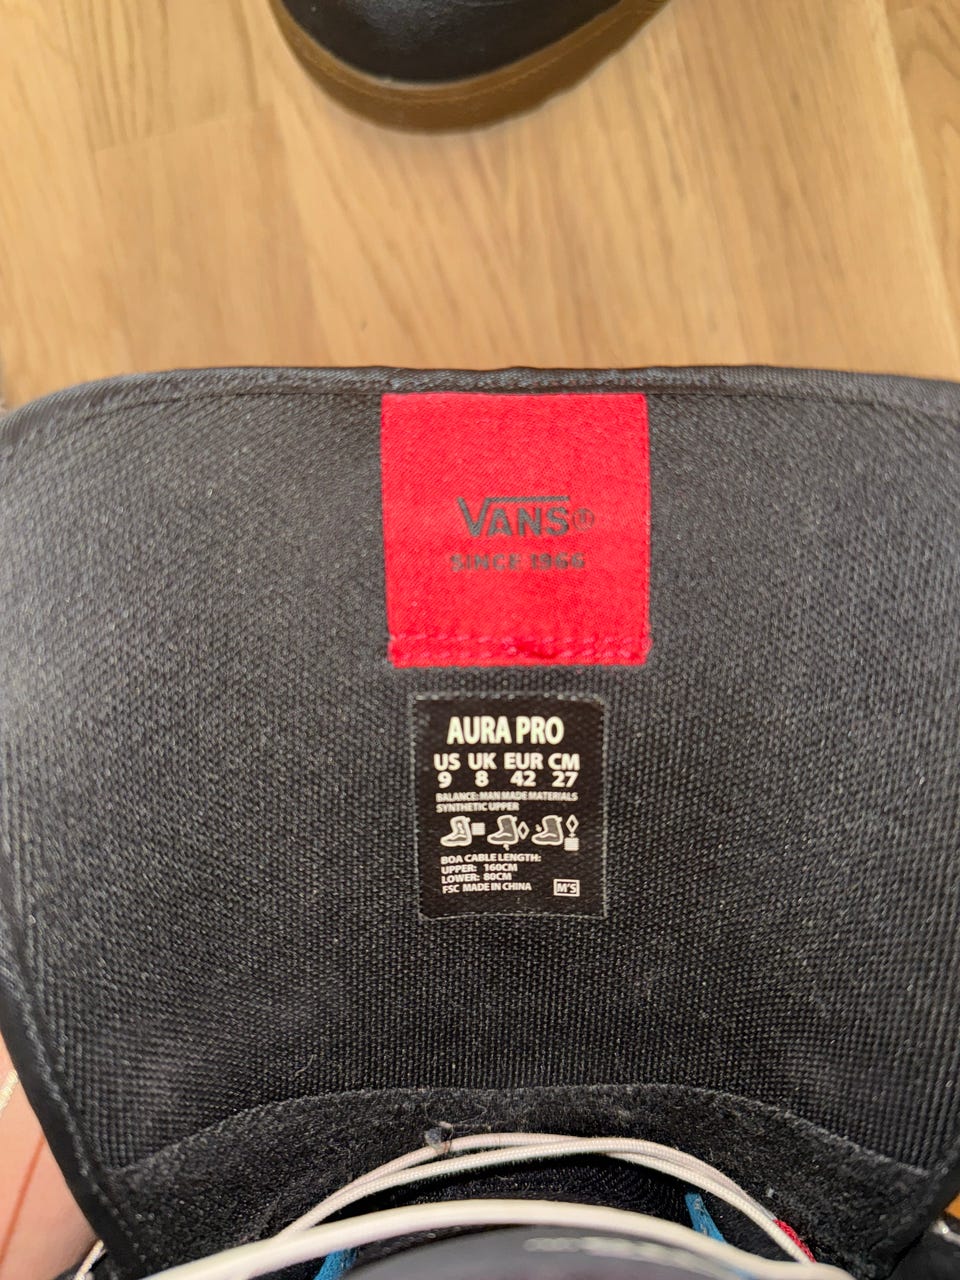 VANS
SINCE 1966
AURA PRO
US UK EUR CM
9 8 42 27
BALANCE: MAN MADE MATERIALS
SYNTHETIC UPPER
BOA CABLE LENGTH:
UPPER: 160CM
LOWER: 80CM
FSC MADE IN CHINA
M'S